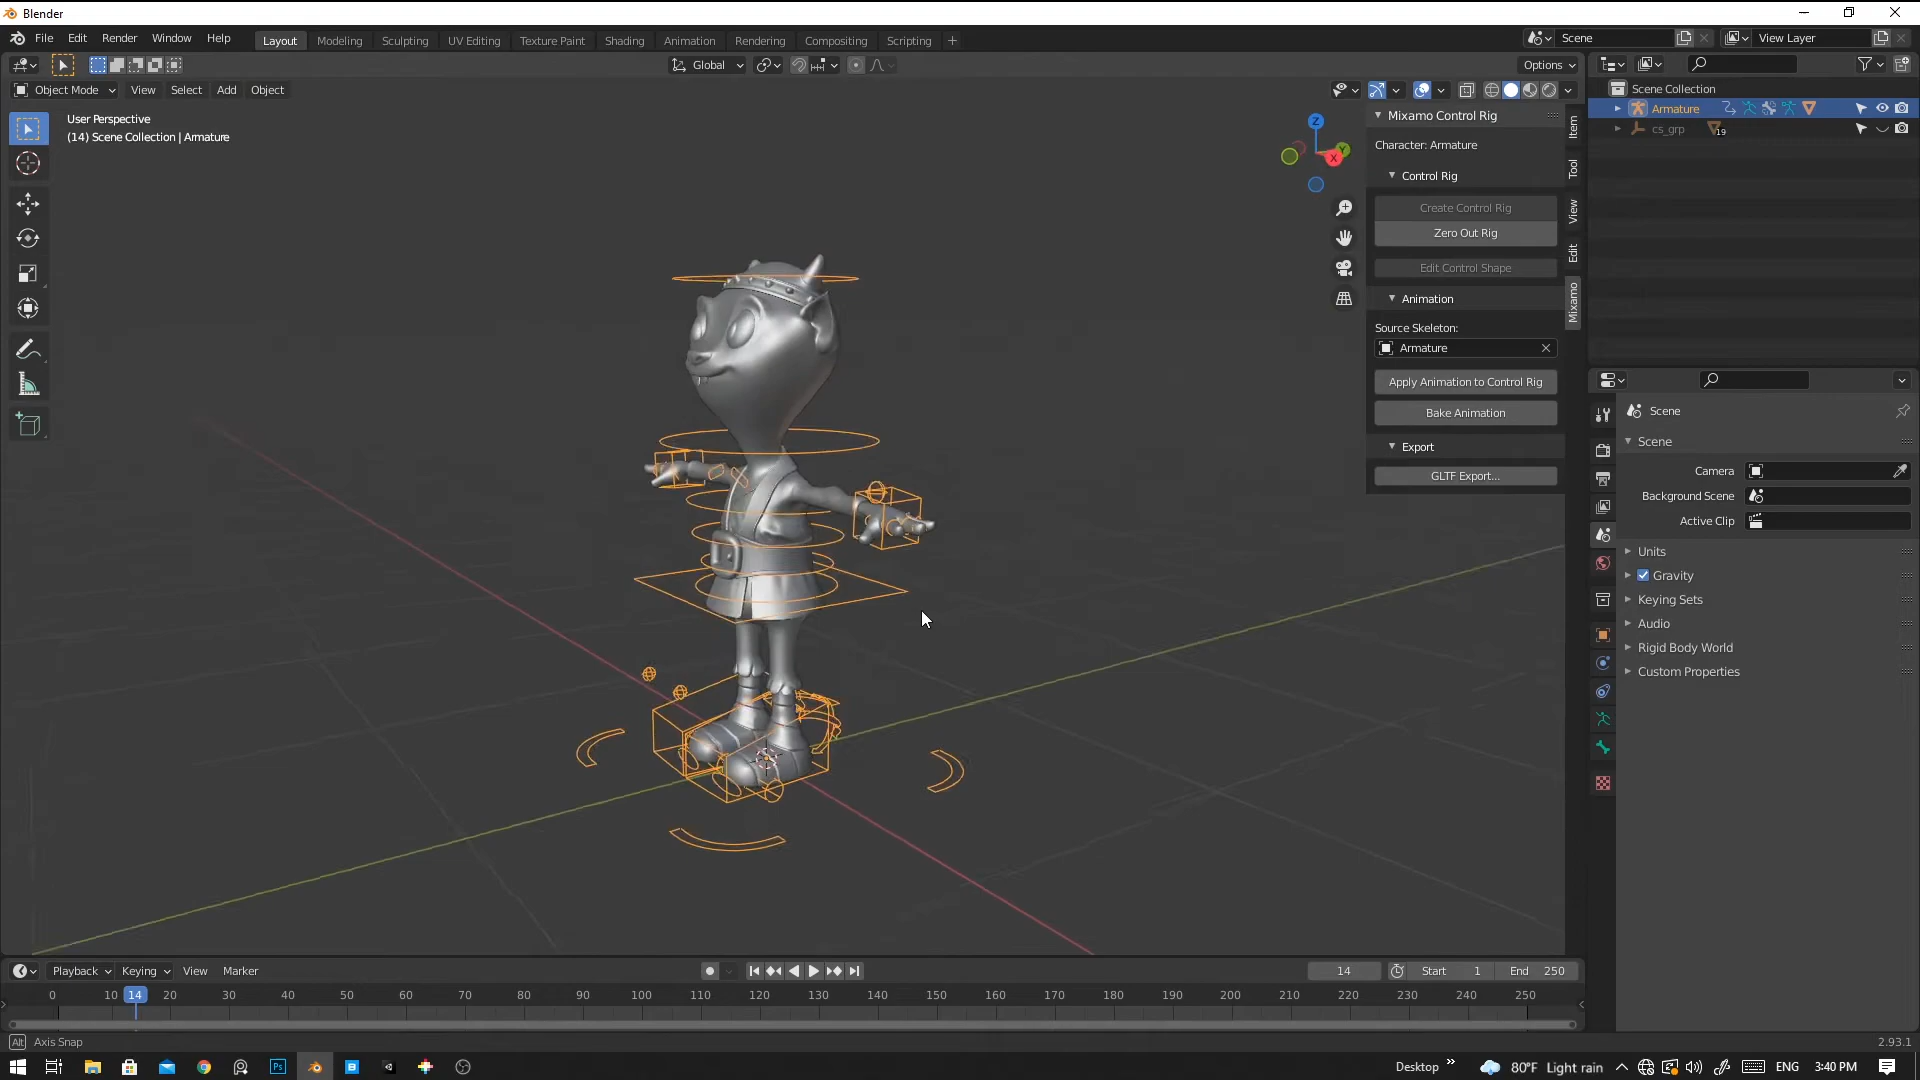 Blender
File Edit Render Window Help
Layout Modeling Sculpting UV Editing Texture Paint Shading Animation Rendering Compositing Scripting +
Scene
View Layer
Global
Options
Object Mode View Select Add Object
User Perspective
(14) Scene Collection | Armature
Z
Y
X
Mixamo Control Rig
Character: Armature
Control Rig
Create Control Rig
Zero Out Rig
Edit Control Shape
Animation
Source Skeleton:
Armature
Apply Animation to Control Rig
Bake Animation
Export
GLTF Export...
Item
Tool
View
Edit
Mixamo
Scene Collection
Armature
cs_grp 19
Scene
Scene
Camera
Background Scene
Active Clip
Units
Gravity
Keying Sets
Audio
Rigid Body World
Custom Properties
Playback Keying View Marker
14 Start 1 End 250
0 10 14 20 30 40 50 60 70 80 90 100 110 120 130 140 150 160 170 180 190 200 210 220 230 240 250
Alt Axis Snap
2.93.1
Ps
Desktop » 80°F Light rain ENG 3:40 PM